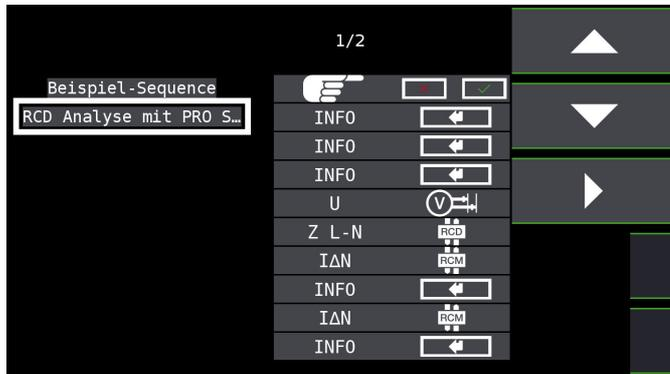 1/2
Beispiel-Sequence
RCD Analyse mit PRO S…
INFO
INFO
INFO
U V
Z L-N RCD
IΔN RCM
INFO
IΔN RCM
INFO